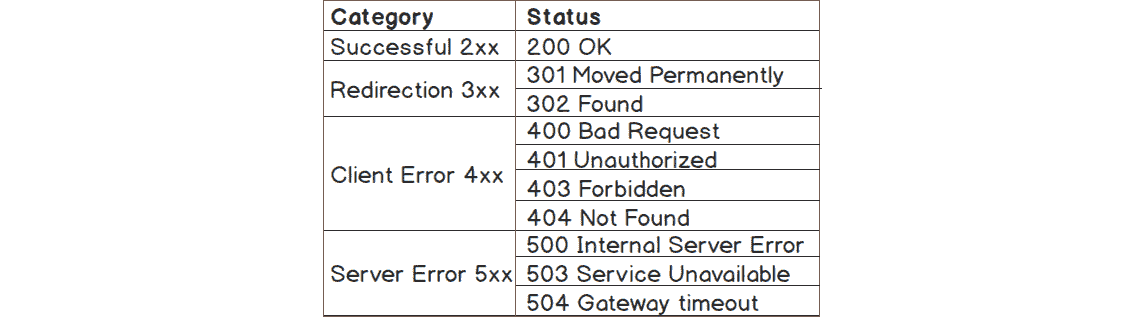 Category Status
Successful 2xx 200 OK
Redirection 3xx 301 Moved Permanently
302 Found
Client Error 4xx 400 Bad Request
401 Unauthorized
403 Forbidden
404 Not Found
Server Error 5xx 500 Internal Server Error
503 Service Unavailable
504 Gateway timeout